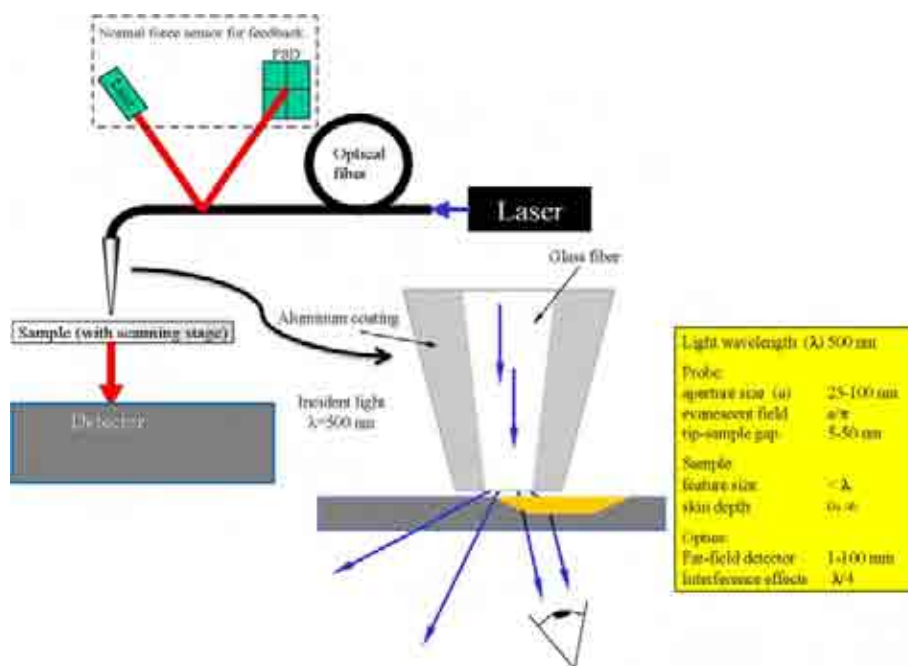 Normal force sensor for feedback
PSD
Laser
Optical
fiber
Laser
Glass fiber
Aluminum coating
Sample (with scanning stage)
Incident light
λ=500 nm
Detector
Light wavelength (λ) 500 nm
Probe:
aperture size (a) 25-100 nm
evanescent field a/π
tip-sample gap 5-50 nm
Sample
feature size < λ
skin depth
Optics
Far-field detector 1-100 mm
Interference effects λ/4